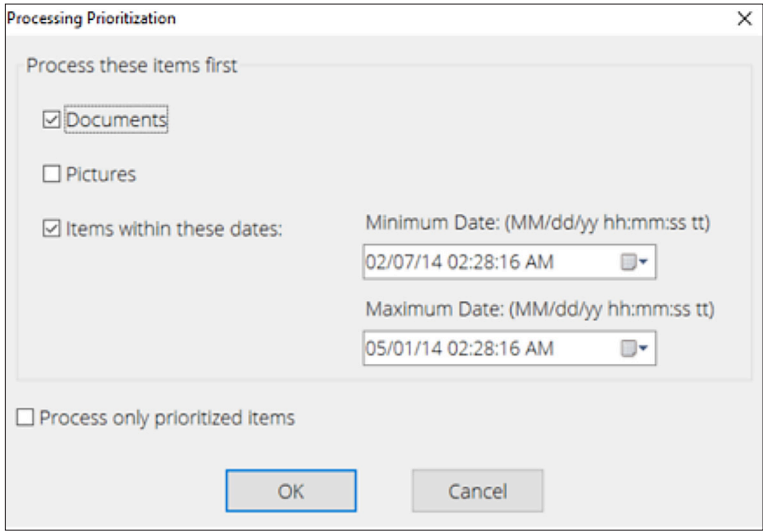 Processing Prioritization
Process these items first
Documents
Pictures
Items within these dates:
Minimum Date: (MM/dd/yy hh:mm:ss tt)
02/07/14 02:28:16 AM
Maximum Date: (MM/dd/yy hh:mm:ss tt)
05/01/14 02:28:16 AM
Process only prioritized items
OK
Cancel